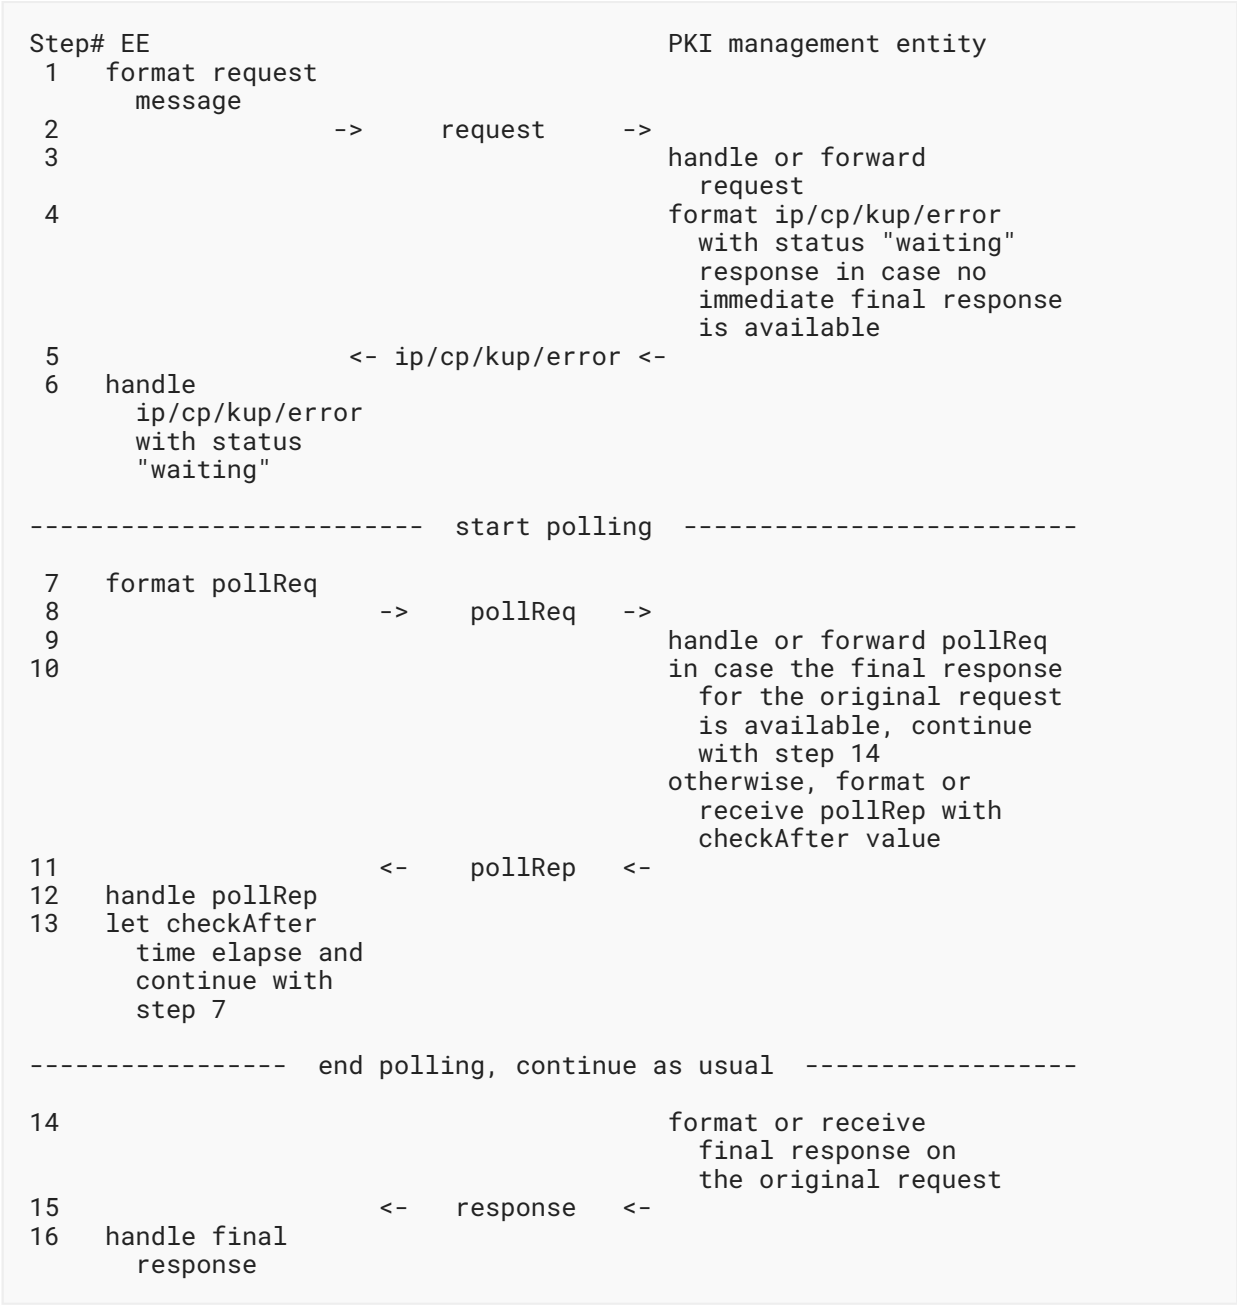 Step# EE                                  PKI management entity
 1   format request
       message
 2                  ->     request     ->
 3                                        handle or forward
                                            request
 4                                        format ip/cp/kup/error
                                            with status "waiting"
                                            response in case no
                                            immediate final response
                                            is available
 5                   <- ip/cp/kup/error <-
 6   handle
       ip/cp/kup/error
       with status
       "waiting"
--------------------------  start polling  --------------------------
 7   format pollReq
 8                     ->    pollReq   ->
 9                                        handle or forward pollReq
10                                        in case the final response
                                            for the original request
                                            is available, continue
                                            with step 14
                                          otherwise, format or
                                            receive pollRep with
                                            checkAfter value
11                     <-    pollRep   <-
12   handle pollRep
13   let checkAfter
       time elapse and
       continue with
       step 7
-----------------  end polling, continue as usual  ------------------
14                                        format or receive
                                            final response on
                                            the original request
15                     <-   response   <-
16   handle final
       response